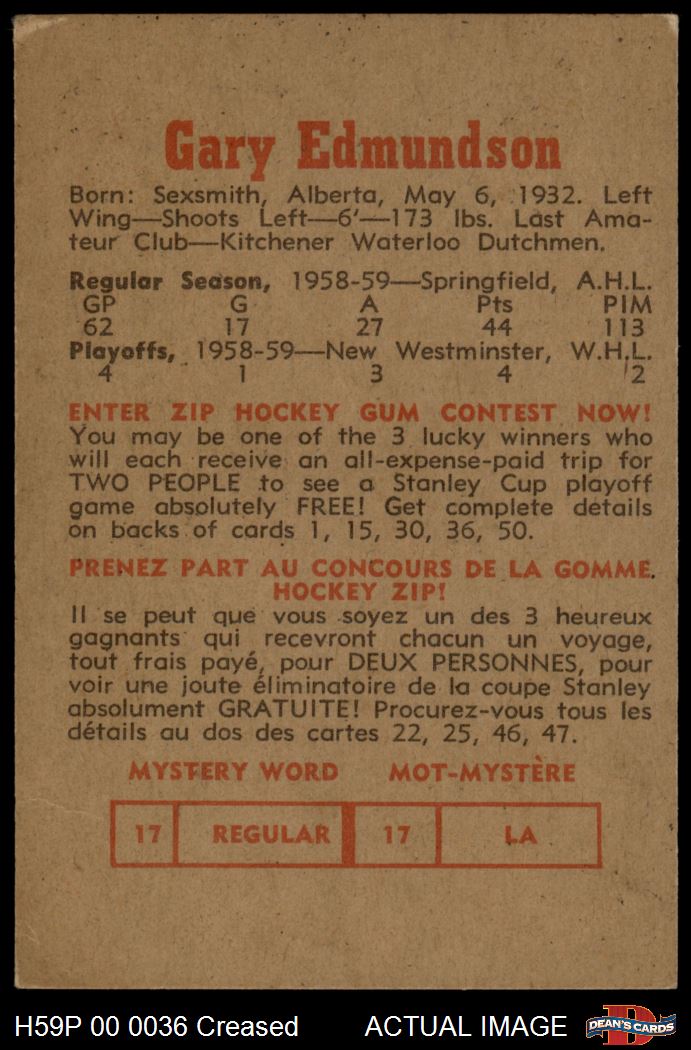 Gary Edmundson
Born: Sexsmith, Alberta, May 6, 1932. Left
Wing—Shoots Left—6'—173 lbs. Last Ama-
teur Club—Kitchener Waterloo Dutchmen.
Regular Season, 1958-59—Springfield, A.H.L.
GP G A Pts PIM
62 17 27 44 113
Playoffs, 1958-59—New Westminster, W.H.L.
4 1 3 4 2
ENTER ZIP HOCKEY GUM CONTEST NOW!
You may be one of the 3 lucky winners who
will each receive an all-expense-paid trip for
TWO PEOPLE to see a Stanley Cup playoff
game absolutely FREE! Get complete details
on backs of cards 1, 15, 30, 36, 50.
PRENEZ PART AU CONCOURS DE LA GOMME
HOCKEY ZIP!
Il se peut que vous soyez un des 3 heureux
gagnants qui recevront chacun un voyage,
tout frais payé, pour DEUX PERSONNES, pour
voir une joute éliminatoire de la coupe Stanley
absolument GRATUITE! Procurez-vous tous les
détails au dos des cartes 22, 25, 46, 47.
MYSTERY WORD MOT-MYSTÈRE
17 REGULAR 17 LA
H59P 00 0036 Creased ACTUAL IMAGE D DEAN'S CARDS